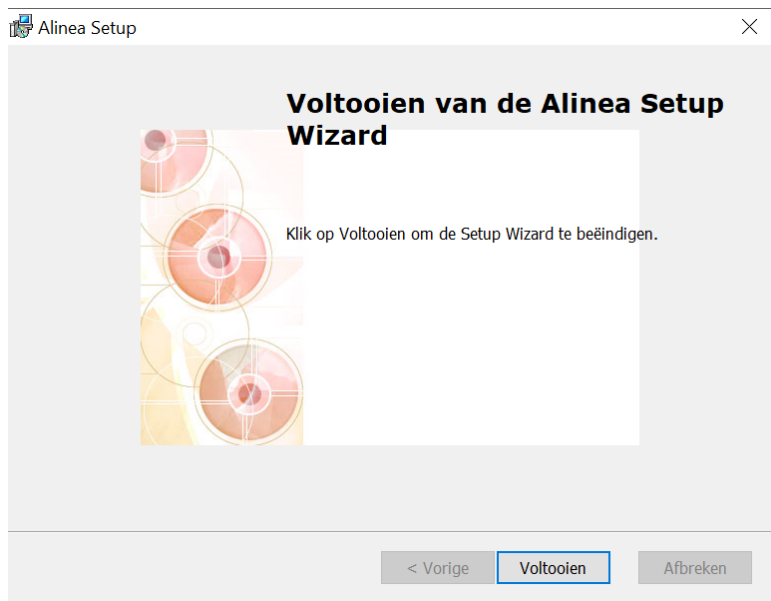 Alinea Setup
Voltooien van de Alinea Setup
Wizard
Klik op Voltooien om de Setup Wizard te beëindigen.
< Vorige
Voltooien
Afbreken